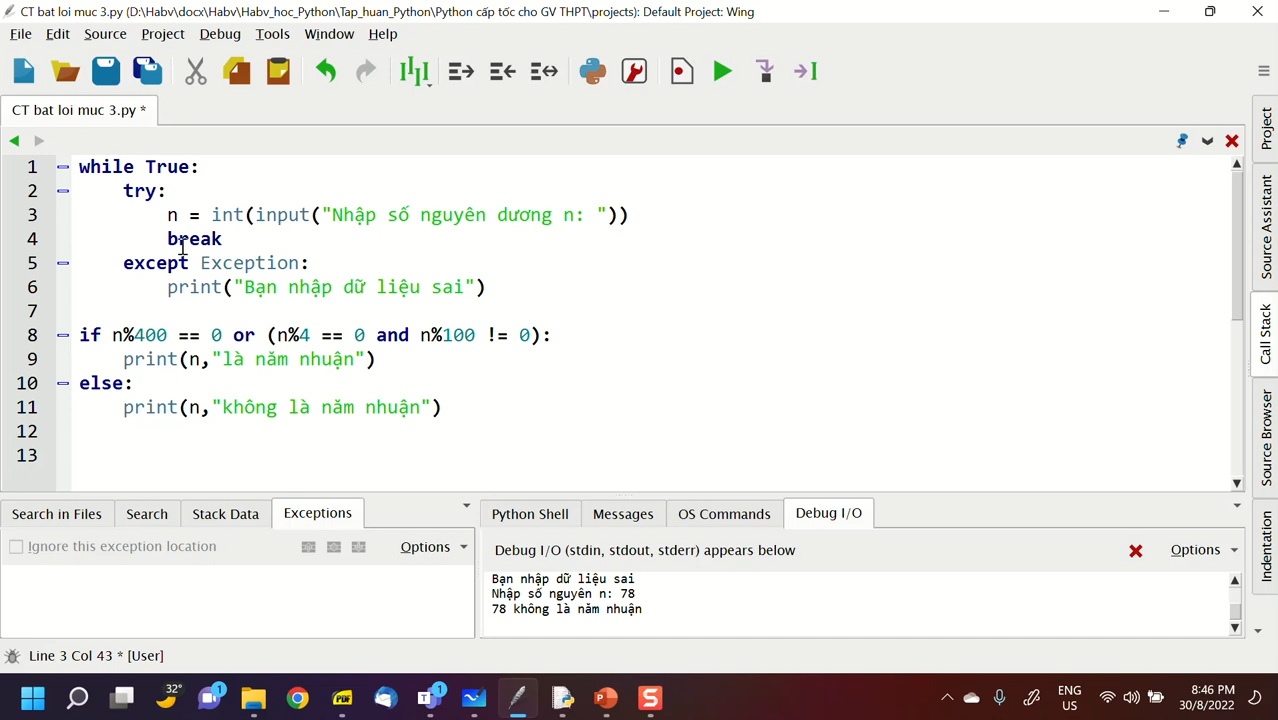 CT bat loi muc 3.py (D:\Habv\docx\Habv\Habv_hoc_Python\Tap_huan_Python\Python cấp tốc cho GV THPT\projects): Default Project: Wing
File Edit Source Project Debug Tools Window Help
CT bat loi muc 3.py *
1 while True:
2 try:
3 n = int(input("Nhập số nguyên dương n: "))
4 break
5 except Exception:
6 print("Bạn nhập dữ liệu sai")
7
8 if n%400 == 0 or (n%4 == 0 and n%100 != 0):
9 print(n,"là năm nhuận")
10 else:
11 print(n,"không là năm nhuận")
12
13
Project
Source Assistant
Call Stack
Source Browser
Indentation
Search in Files Search Stack Data Exceptions
Ignore this exception location Options
Python Shell Messages OS Commands Debug I/O
Debug I/O (stdin, stdout, stderr) appears below Options
Bạn nhập dữ liệu sai
Nhập số nguyên n: 78
78 không là năm nhuận
Line 3 Col 43 * [User]
32°
1
1
PDF
S
ENG
US
8:46 PM
30/8/2022